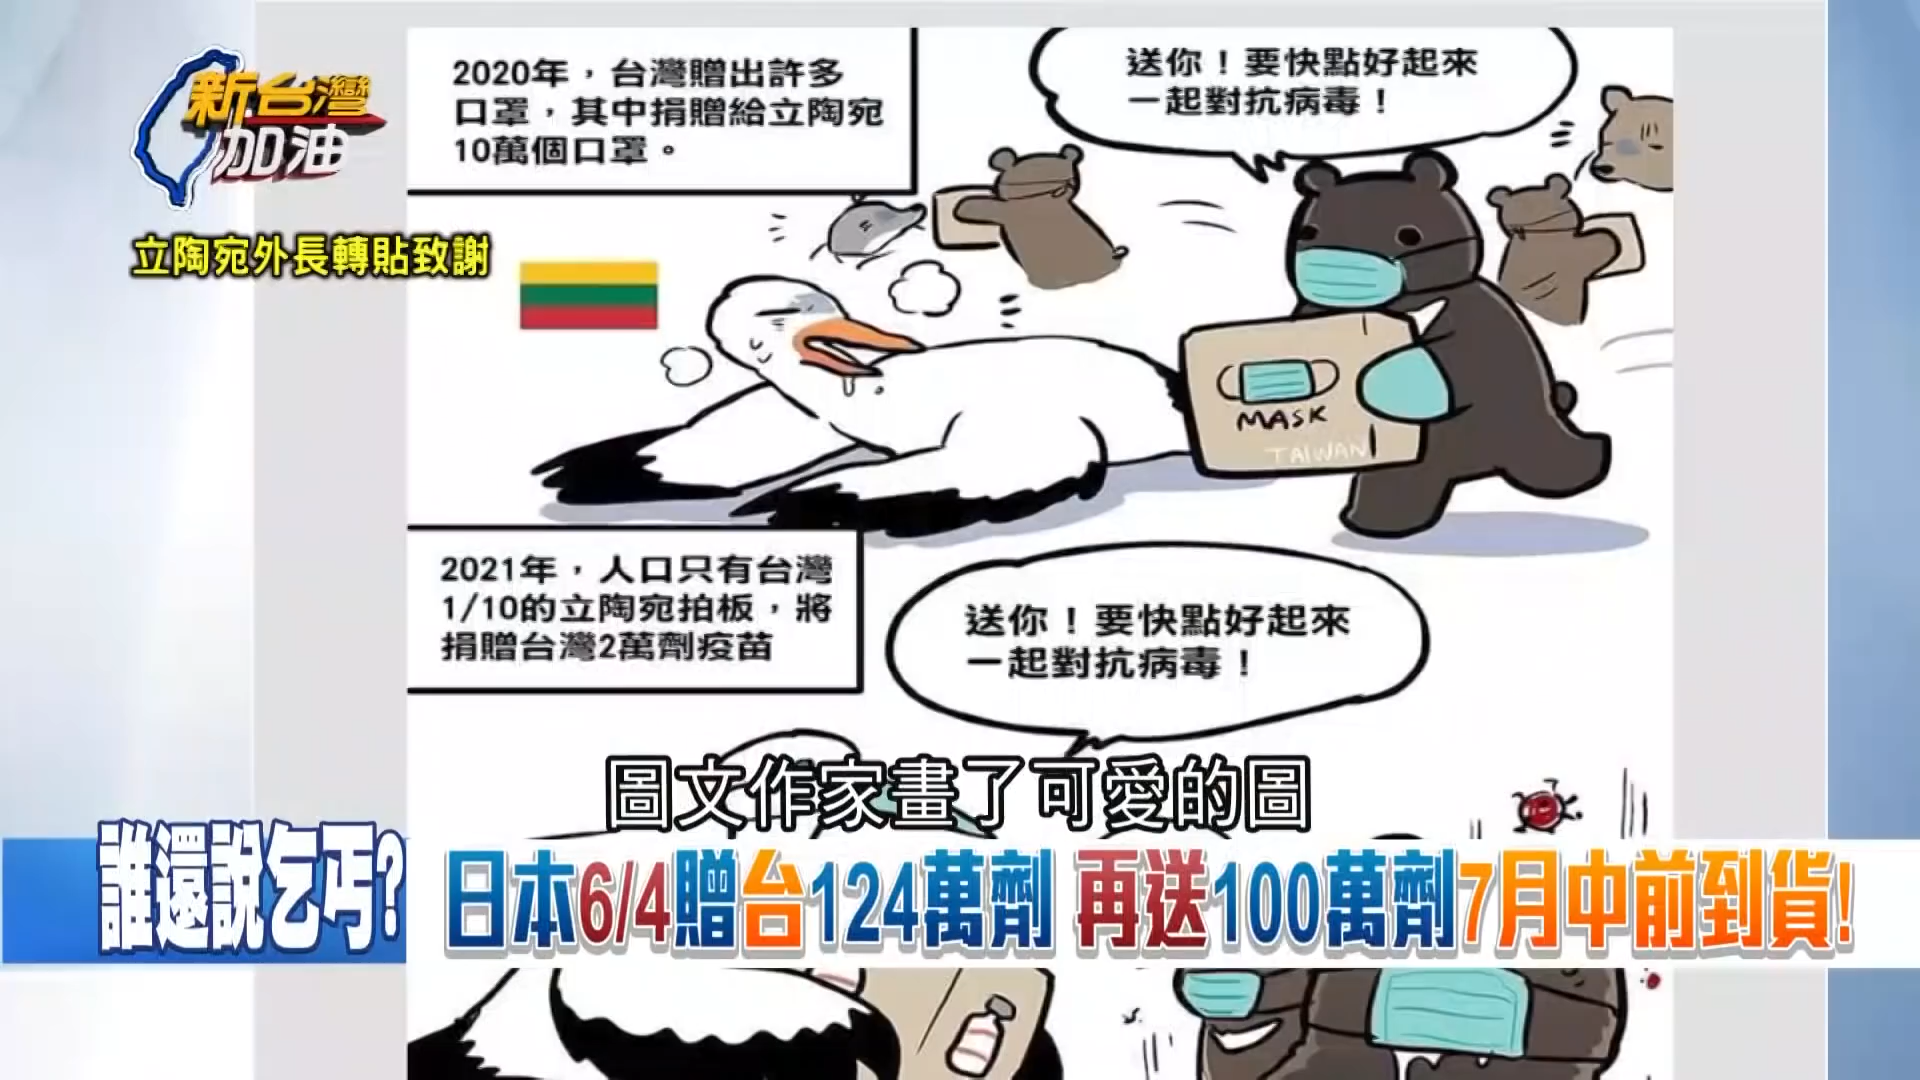 新台灣
加油
立陶宛外長轉貼致謝
2020年，台灣贈出許多
口罩，其中捐贈給立陶宛
10萬個口罩。
送你！要快點好起來
一起對抗病毒！
MASK
TAIWAN
2021年，人口只有台灣
1/10的立陶宛拍板，將
捐贈台灣2萬劑疫苗
送你！要快點好起來
一起對抗病毒！
圖文作家畫了可愛的圖
誰還說乞丐?
日本6/4贈台124萬劑 再送100萬劑7月中前到貨!